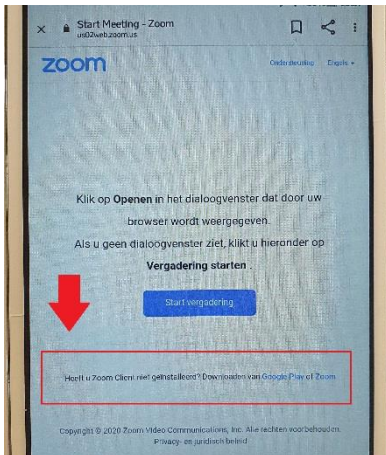 Start Meeting - Zoom
us02web.zoom.us
zoom
Ondersteuning Engels
Klik op Openen in het dialoogvenster dat door uw
browser wordt weergegeven.
Als u geen dialoogvenster ziet, klikt u hieronder op
Vergadering starten .
Start vergadering
Heeft u Zoom Client niet geïnstalleerd? Downloaden van Google Play of Zoom
Copyright © 2020 Zoom Video Communications, Inc. Alle rechten voorbehouden.
Privacy- en juridisch beleid